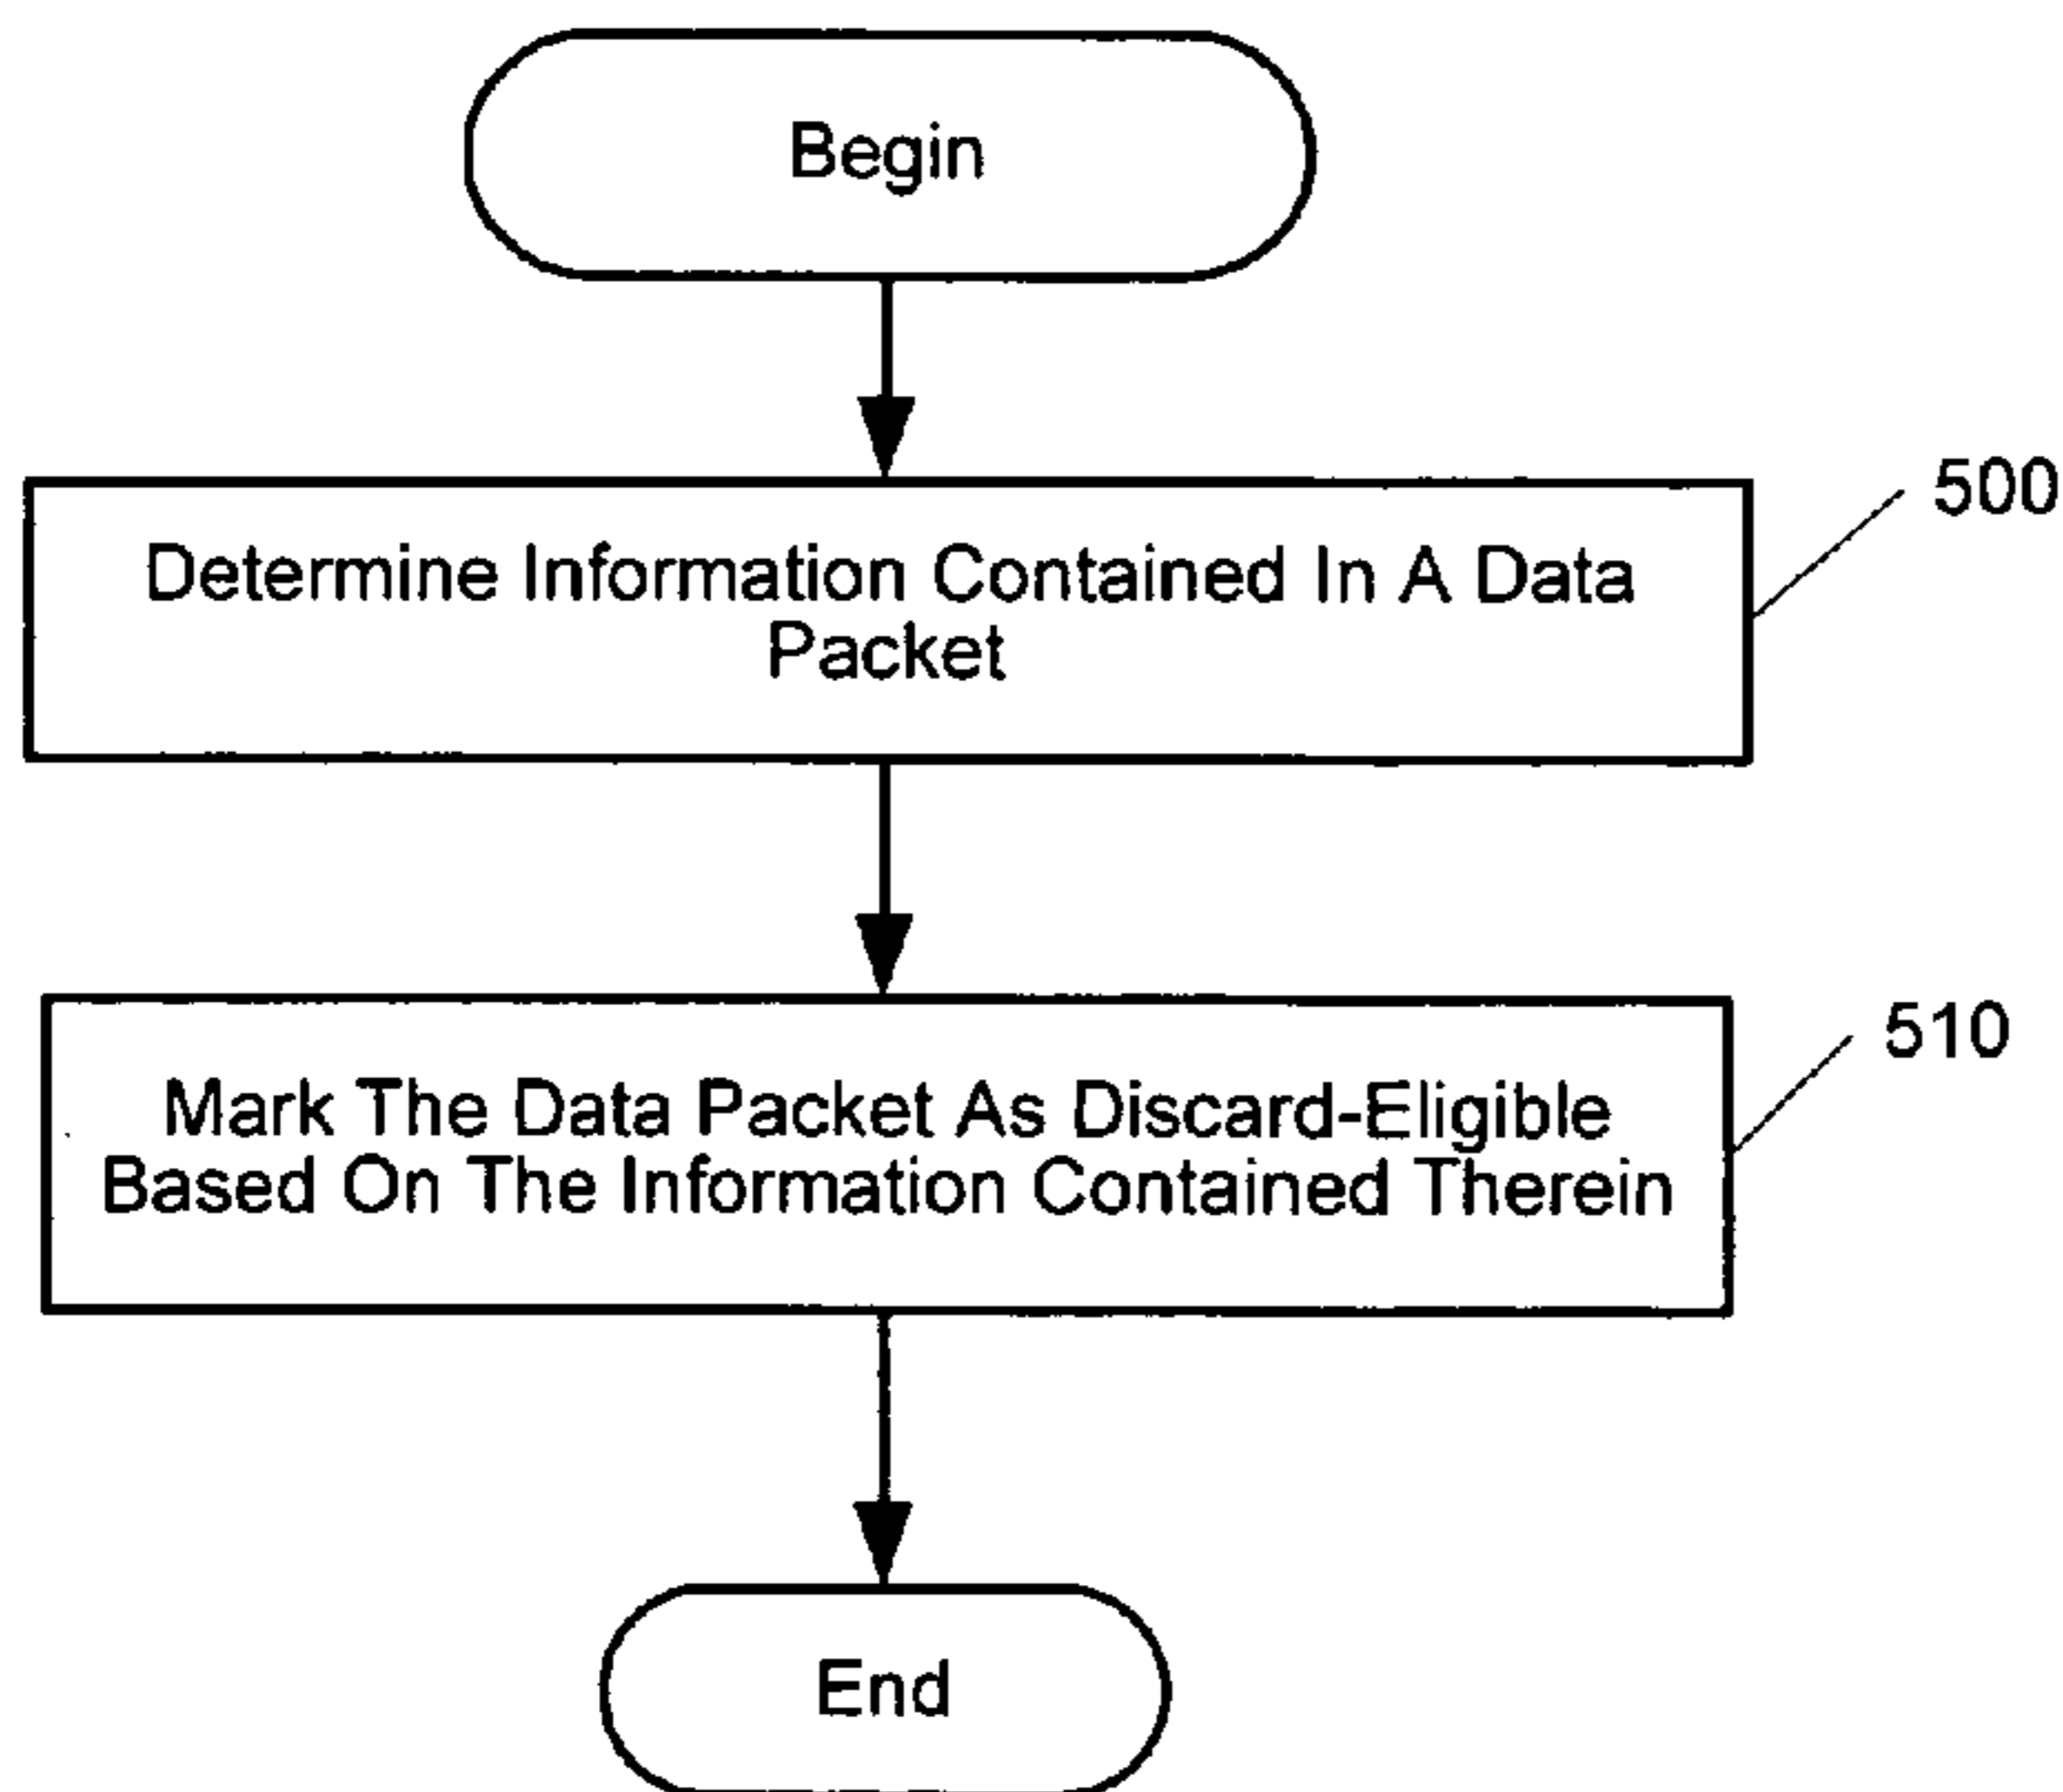 Begin
500
Determine Information Contained In A Data
Packet
510
Mark The Data Packet As Discard-Eligible
Based On The Information Contained Therein
End